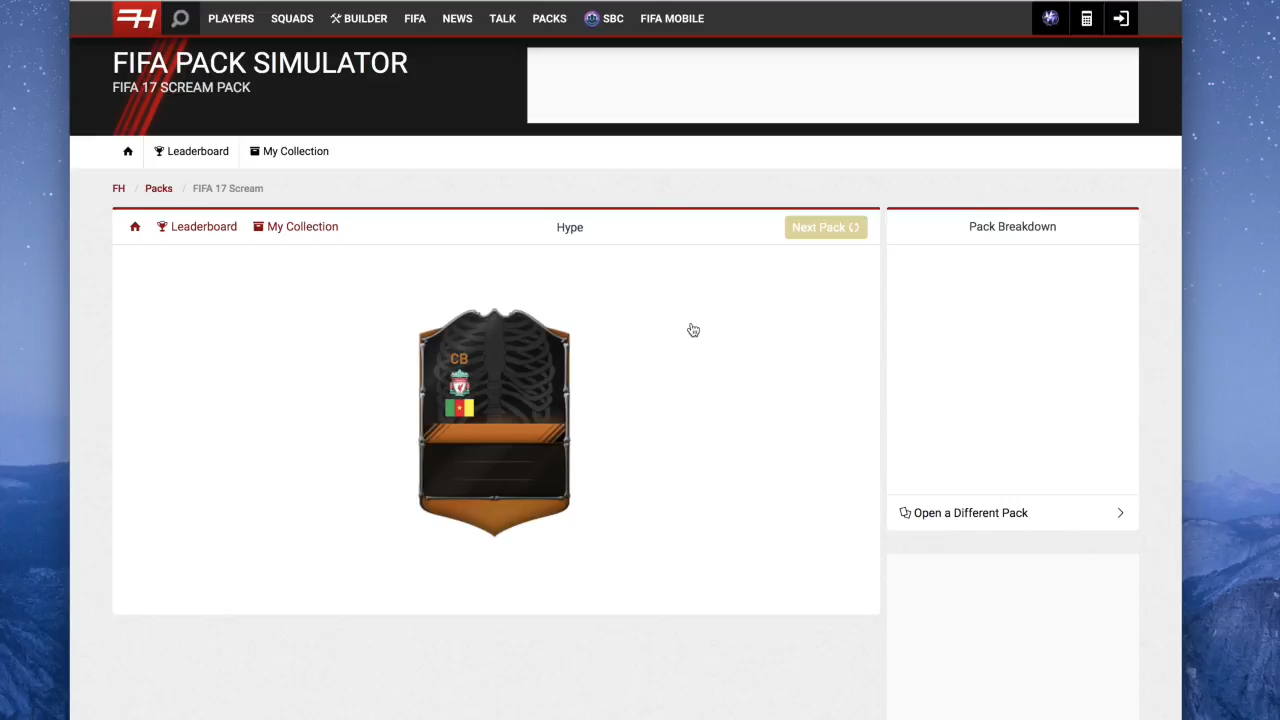 FH PLAYERS SQUADS BUILDER FIFA NEWS TALK PACKS SBC FIFA MOBILE
FIFA PACK SIMULATOR
FIFA 17 SCREAM PACK
Leaderboard My Collection
FH / Packs / FIFA 17 Scream
Leaderboard My Collection Hype Next Pack Pack Breakdown
CB
Open a Different Pack